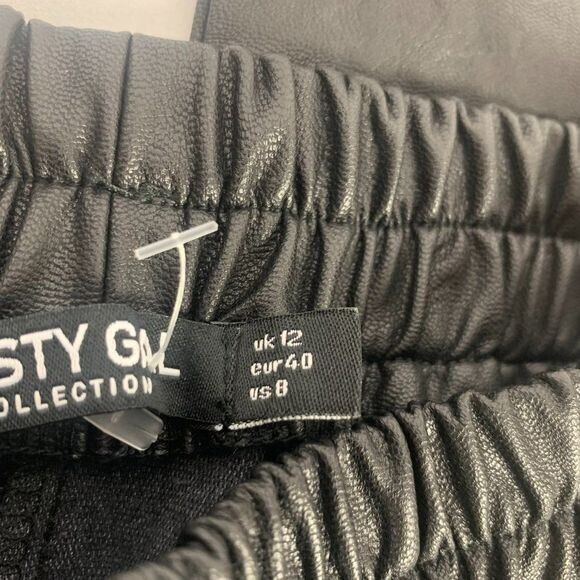 STY GAL
OLLECTION
uk 12
eur 40
us 8